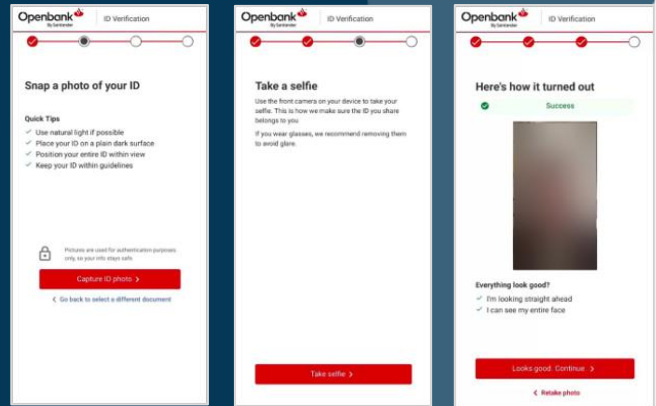 Openbank
By Santander
ID Verification
Snap a photo of your ID
Quick Tips
Use natural light if possible
Place your ID on a plain dark surface
Position your entire ID within view
Keep your ID within guidelines
Pictures are used for authentication purposes
only, so your info stays safe
Capture ID photo >
< Go back to select a different document
Openbank
By Santander
ID Verification
Take a selfie
Use the front camera on your device to take your
selfie. This is how we make sure the ID you share
belongs to you
If you wear glasses, we recommend removing them
to avoid glare.
Take selfie >
Openbank
By Santander
ID Verification
Here's how it turned out
Success
Everything look good?
I'm looking straight ahead
I can see my entire face
Looks good. Continue >
< Retake photo